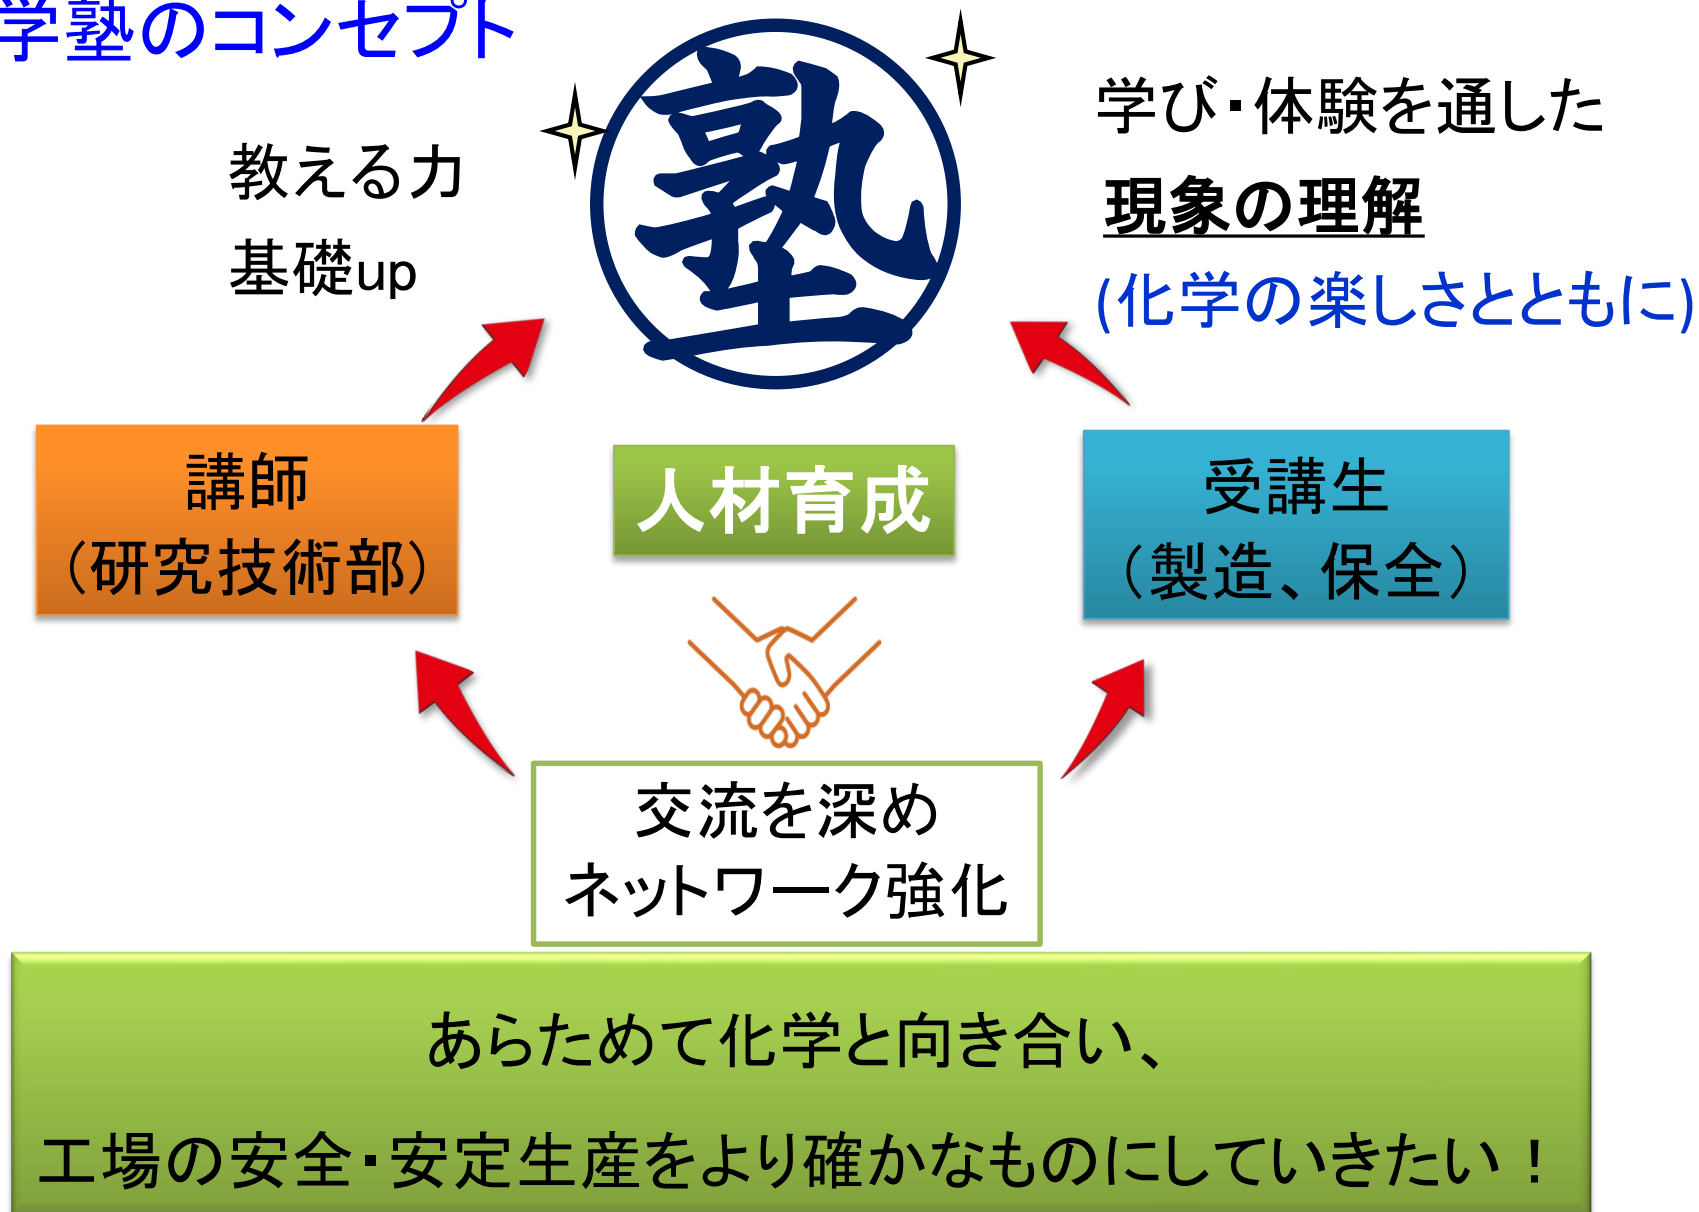 学塾のコンセプト
塾
教える力
基礎up
学び・体験を通した
現象の理解
(化学の楽しさとともに)
講師
（研究技術部）
人材育成
受講生
（製造、保全）
交流を深め
ネットワーク強化
あらためて化学と向き合い、
工場の安全・安定生産をより確かなものにしていきたい！